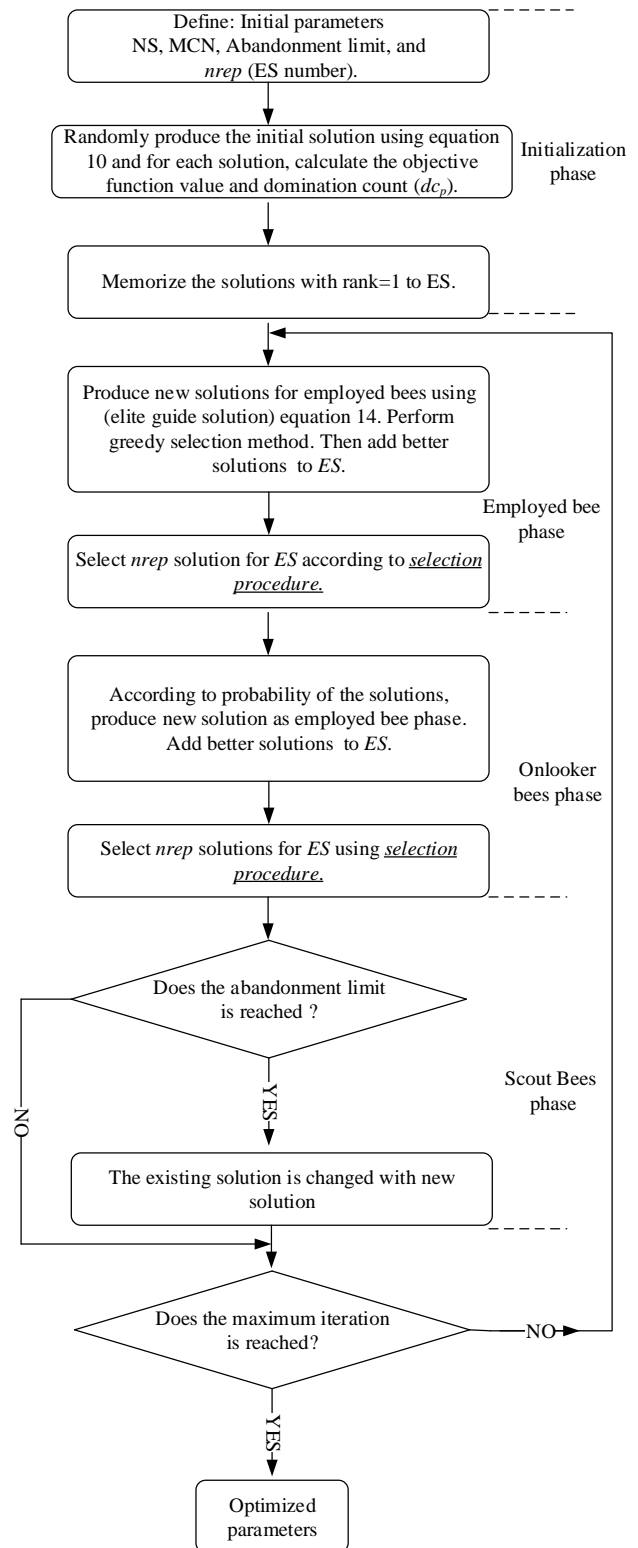 Define: Initial parameters
NS, MCN, Abandonment limit, and
nrep (ES number).
Randomly produce the initial solution using equation
10 and for each solution, calculate the objective
function value and domination count (dcp).
Initialization
phase
Memorize the solutions with rank=1 to ES.
Produce new solutions for employed bees using
(elite guide solution) equation 14. Perform
greedy selection method. Then add better
solutions to ES.
Employed bee
phase
Select nrep solution for ES according to selection
procedure.
According to probability of the solutions,
produce new solution as employed bee phase.
Add better solutions to ES.
Onlooker
bees phase
Select nrep solutions for ES using selection
procedure.
Does the abandonment limit
is reached ?
NO
YES
Scout Bees
phase
The existing solution is changed with new
solution
Does the maximum iteration
is reached?
NO
YES
Optimized
parameters